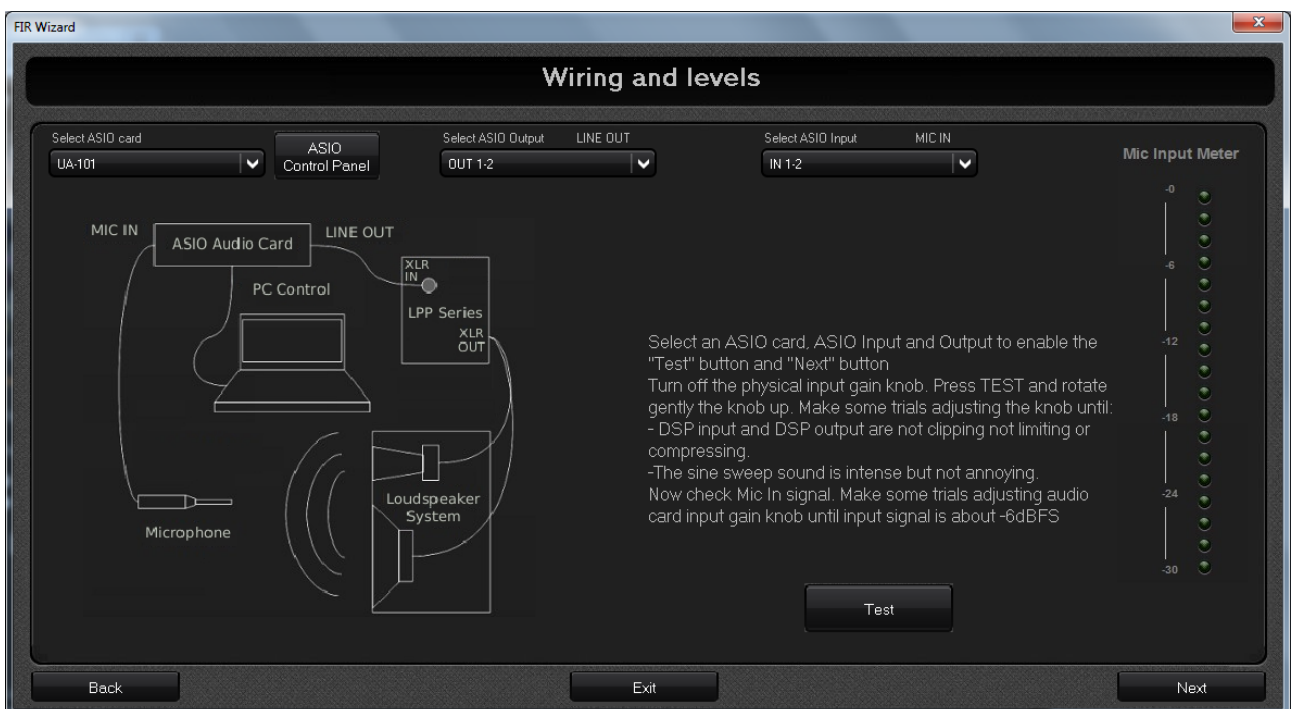 FIR Wizard
Wiring and levels
Select ASIO card
UA-101
ASIO
Control Panel
Select ASIO Output LINE OUT
OUT 1-2
Select ASIO Input MIC IN
IN 1-2
Mic Input Meter
-0
-6
-12
-18
-24
-30
MIC IN
ASIO Audio Card
LINE OUT
PC Control
XLR
IN
LPP Series
XLR
OUT
Loudspeaker
System
Microphone
Select an ASIO card, ASIO Input and Output to enable the
"Test" button and "Next" button
Turn off the physical input gain knob. Press TEST and rotate
gently the knob up. Make some trials adjusting the knob until:
- DSP input and DSP output are not clipping not limiting or
compressing.
-The sine sweep sound is intense but not annoying.
Now check Mic In signal. Make some trials adjusting audio
card input gain knob until input signal is about -6dBFS
Test
Back
Exit
Next